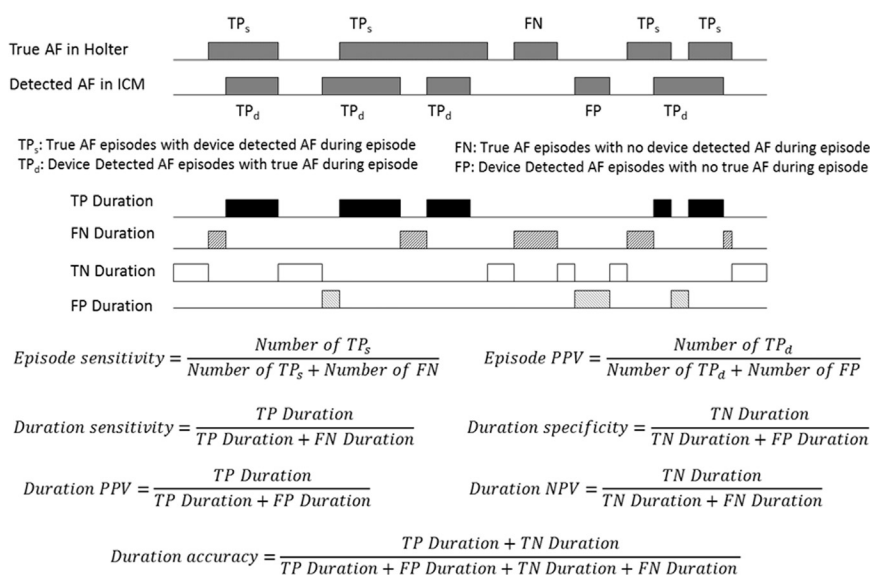 TPs TPs FN TPs TPs
True AF in Holter
Detected AF in ICM
TPd TPd TPd FP TPd
TPs: True AF episodes with device detected AF during episode
TPd: Device Detected AF episodes with true AF during episode
FN: True AF episodes with no device detected AF during episode
FP: Device Detected AF episodes with no true AF during episode
TP Duration
FN Duration
TN Duration
FP Duration
Episode sensitivity = Number of TPs / Number of TPs + Number of FN
Episode PPV = Number of TPd / Number of TPd + Number of FP
Duration sensitivity = TP Duration / TP Duration + FN Duration
Duration specificity = TN Duration / TN Duration + FP Duration
Duration PPV = TP Duration / TP Duration + FP Duration
Duration NPV = TN Duration / TN Duration + FN Duration
Duration accuracy = TP Duration + TN Duration / TP Duration + FP Duration + TN Duration + FN Duration